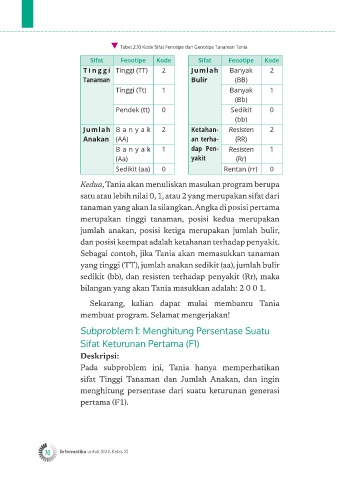 Tabel 2.10 Kode Sifat Fenotipe dan Genotipe Tanaman Tania
Sifat Fenotipe Kode Sifat Fenotipe Kode
Tinggi Tinggi (TT) 2 Jumlah Banyak 2
Tanaman Bulir (BB)
Tinggi (Tt) 1 Banyak 1
(Bb)
Pendek (tt) 0 Sedikit 0
(bb)
Jumlah Banyak 2 Ketahan- Resisten 2
Anakan (AA) an terha- (RR)
Banyak 1 dap Pen- Resisten 1
(Aa) yakit (Rr)
Sedikit (aa) 0 Rentan (rr) 0
Kedua, Tania akan menuliskan masukan program berupa
satu atau lebih nilai 0, 1, atau 2 yang merupakan sifat dari
tanaman yang akan Ia silangkan. Angka di posisi pertama
merupakan tinggi tanaman, posisi kedua merupakan
jumlah anakan, posisi ketiga merupakan jumlah bulir,
dan posisi keempat adalah ketahanan terhadap penyakit.
Sebagai contoh, jika Tania akan memasukkan tanaman
yang tinggi (TT), jumlah anakan sedikit (aa), jumlah bulir
sedikit (bb), dan resisten terhadap penyakit (Rr), maka
bilangan yang akan Tania masukkan adalah: 2 0 0 1.
Sekarang, kalian dapat mulai membantu Tania
membuat program. Selamat mengerjakan!
Subproblem 1: Menghitung Persentase Suatu
Sifat Keturunan Pertama (F1)
Deskripsi:
Pada subproblem ini, Tania hanya memperhatikan
sifat Tinggi Tanaman dan Jumlah Anakan, dan ingin
menghitung persentase dari suatu keturunan generasi
pertama (F1).
70 Informatika untuk SMA Kelas XI